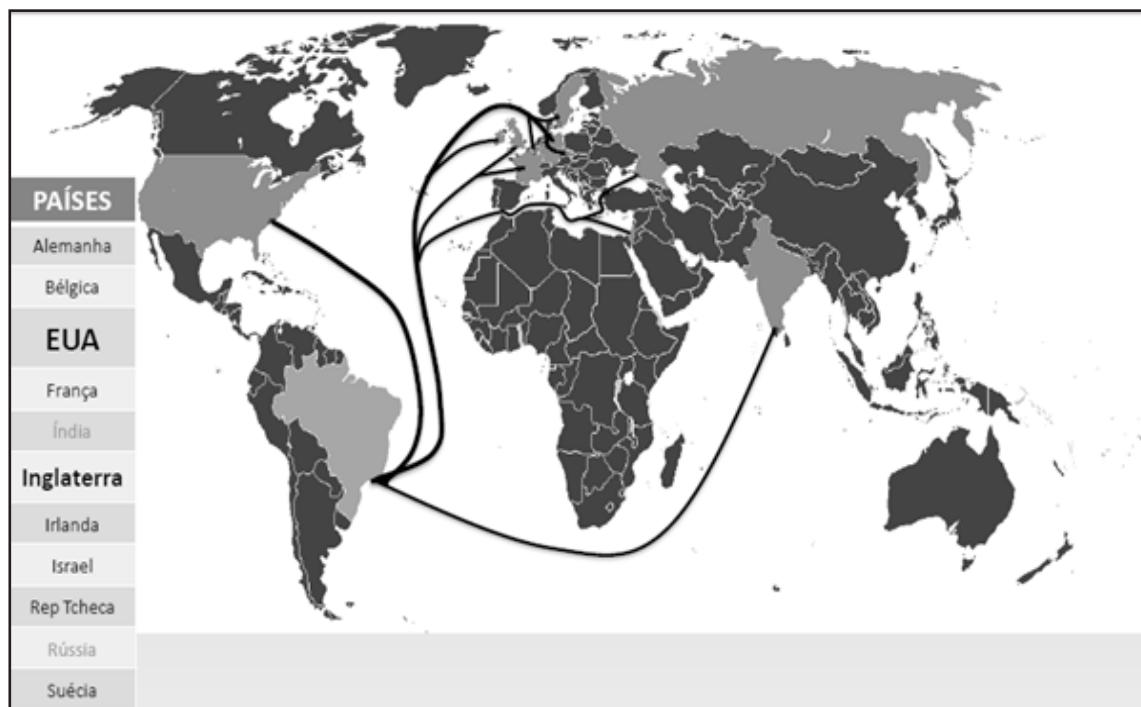 PAÍSES
Alemanha
Bélgica
EUA
França
Índia
Inglaterra
Irlanda
Israel
Rep Tcheca
Rússia
Suécia